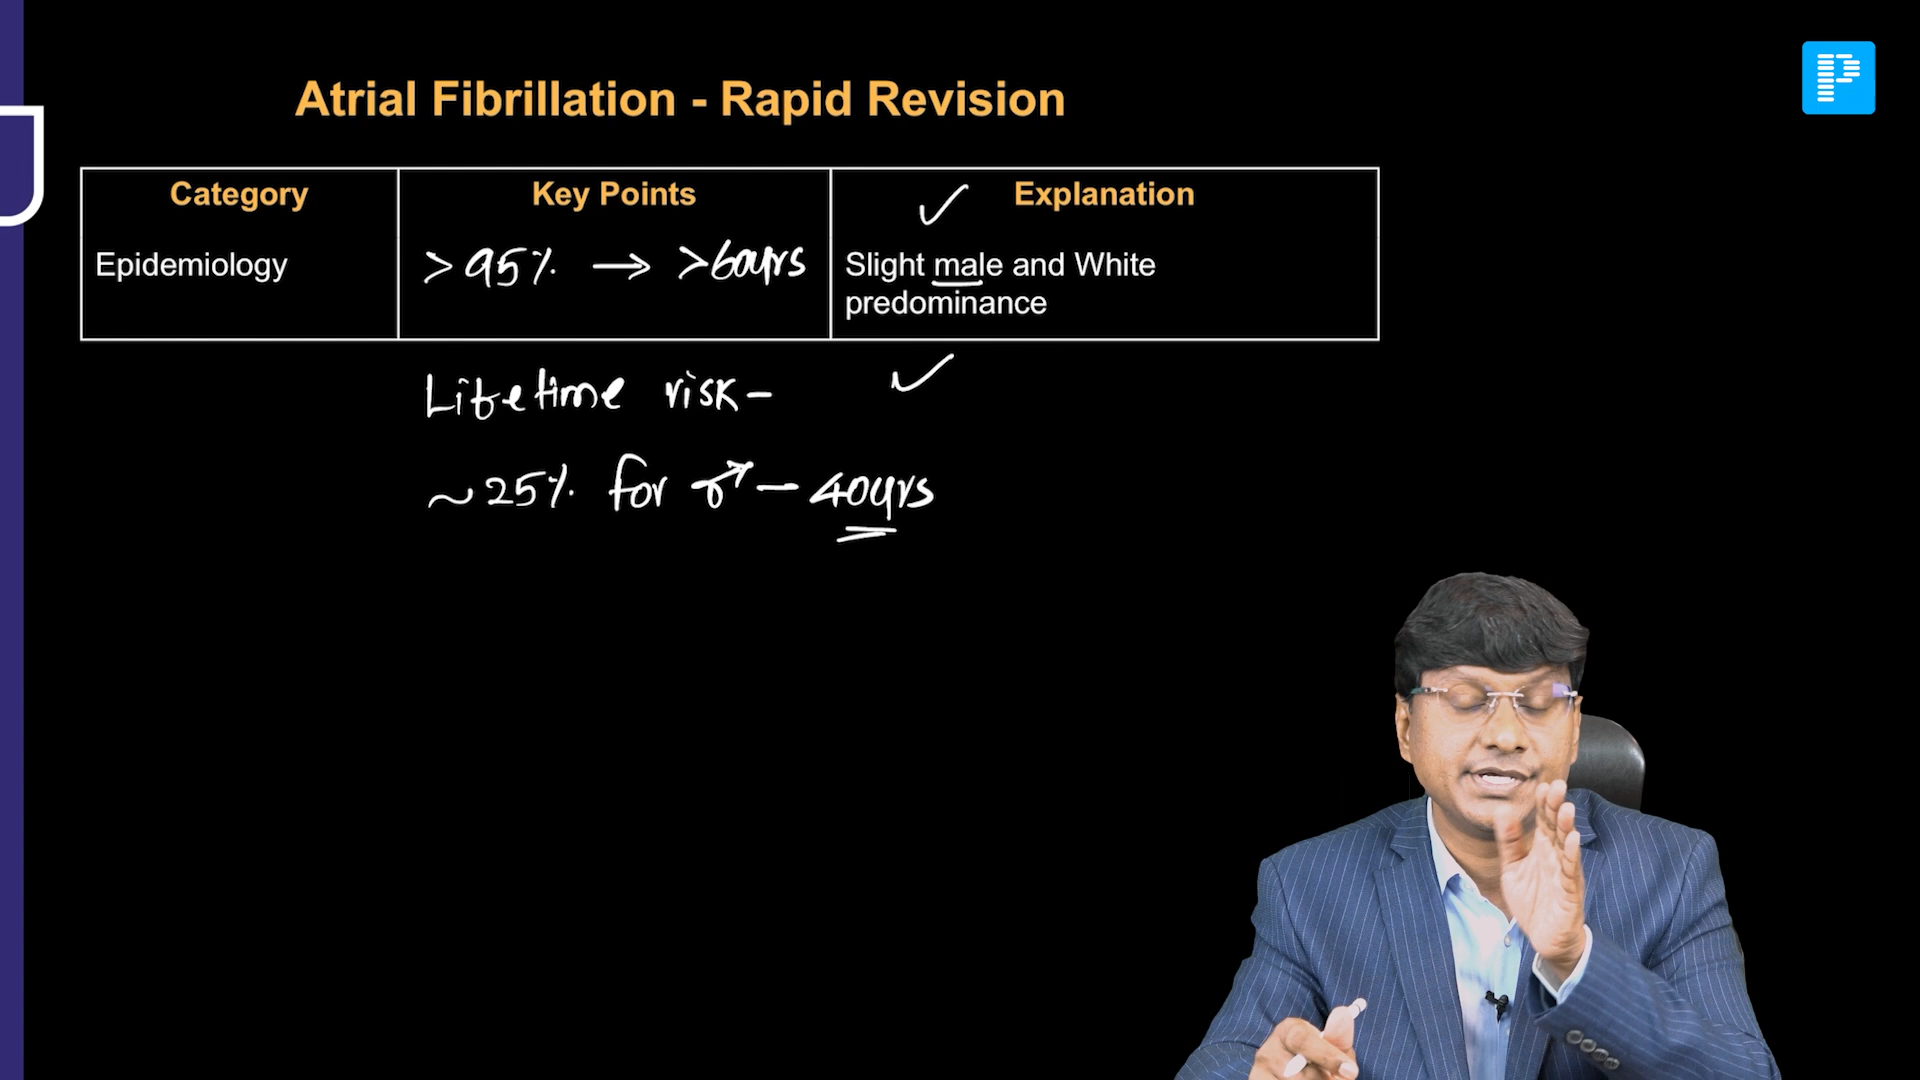 Atrial Fibrillation - Rapid Revision
Category Key Points ✓ Explanation
Epidemiology >95% → >60yrs Slight male and White
predominance
Lifetime risk - ✓
~25% for ♂ - 40yrs